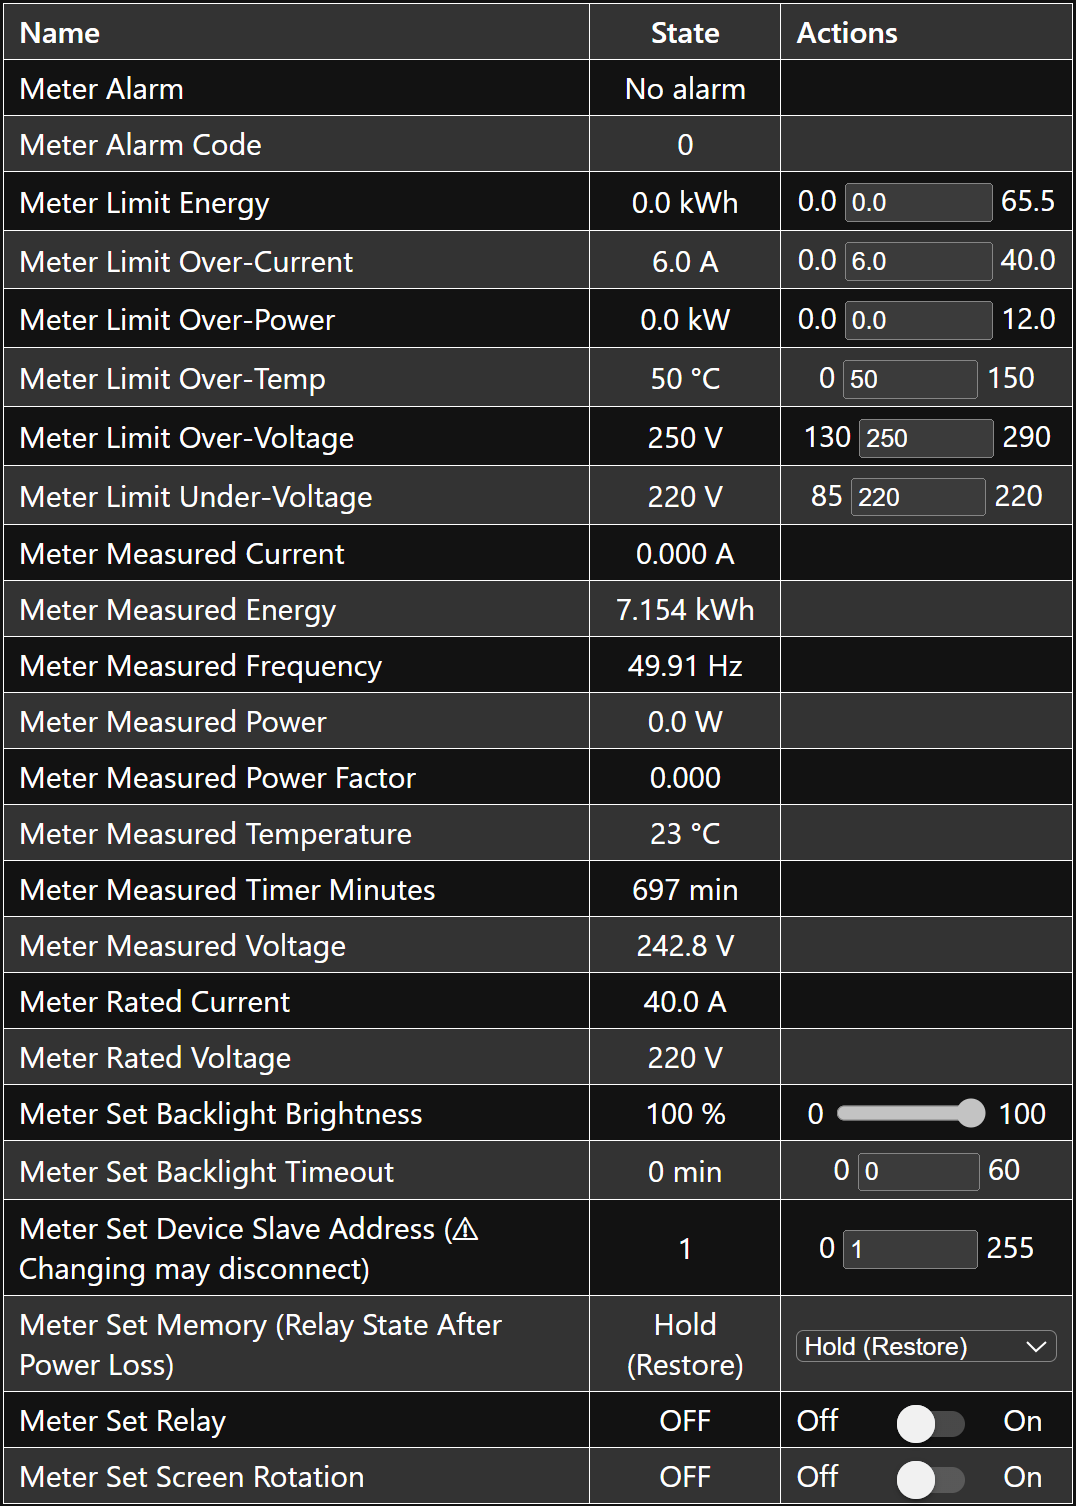 Name State Actions
Meter Alarm No alarm
Meter Alarm Code 0
Meter Limit Energy 0.0 kWh 0.0 0.0 65.5
Meter Limit Over-Current 6.0 A 0.0 6.0 40.0
Meter Limit Over-Power 0.0 kW 0.0 0.0 12.0
Meter Limit Over-Temp 50 °C 0 50 150
Meter Limit Over-Voltage 250 V 130 250 290
Meter Limit Under-Voltage 220 V 85 220 220
Meter Measured Current 0.000 A
Meter Measured Energy 7.154 kWh
Meter Measured Frequency 49.91 Hz
Meter Measured Power 0.0 W
Meter Measured Power Factor 0.000
Meter Measured Temperature 23 °C
Meter Measured Timer Minutes 697 min
Meter Measured Voltage 242.8 V
Meter Rated Current 40.0 A
Meter Rated Voltage 220 V
Meter Set Backlight Brightness 100 % 0 100
Meter Set Backlight Timeout 0 min 0 0 60
Meter Set Device Slave Address (⚠
Changing may disconnect) 1 0 1 255
Meter Set Memory (Relay State After
Power Loss) Hold
(Restore) Hold (Restore)
Meter Set Relay OFF Off On
Meter Set Screen Rotation OFF Off On